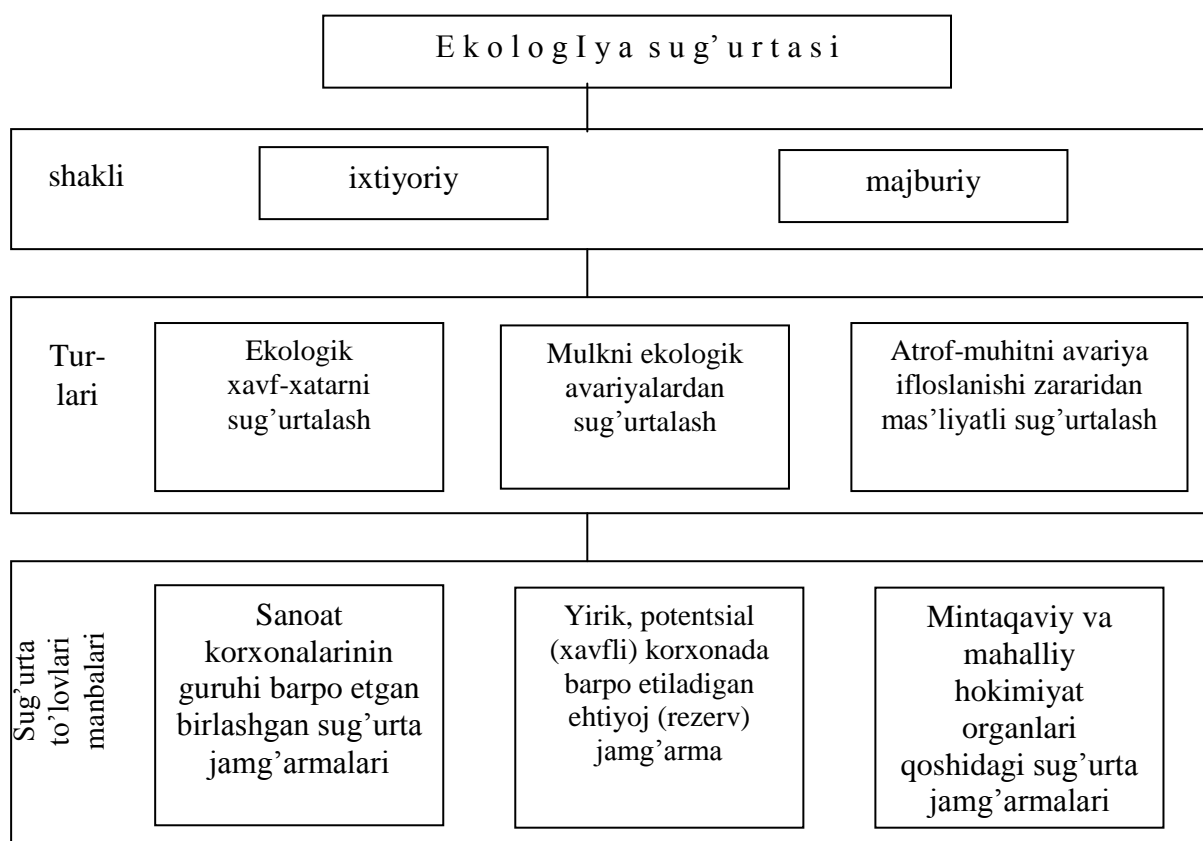 E k o l o g I y a  s u g’ u r t a s i
shakli
ixtiyoriy
majburiy
Tur-
lari
Ekologik
xavf-xatarni
sug’urtalash
Mulkni ekologik
avariyalardan
sug’urtalash
Atrof-muhitni avariya
ifloslanishi zararidan
mas’liyatli sug’urtalash
Sug’urta
to’lovlari
manbalari
Sanoat
korxonalarinin
guruhi barpo etgan
birlashgan sug’urta
jamg’armalari
Yirik, potentsial
(xavfli) korxonada
barpo etiladigan
ehtiyoj (rezerv)
jamg’arma
Mintaqaviy va
mahalliy
hokimiyat
organlari
qoshidagi sug’urta
jamg’armalari